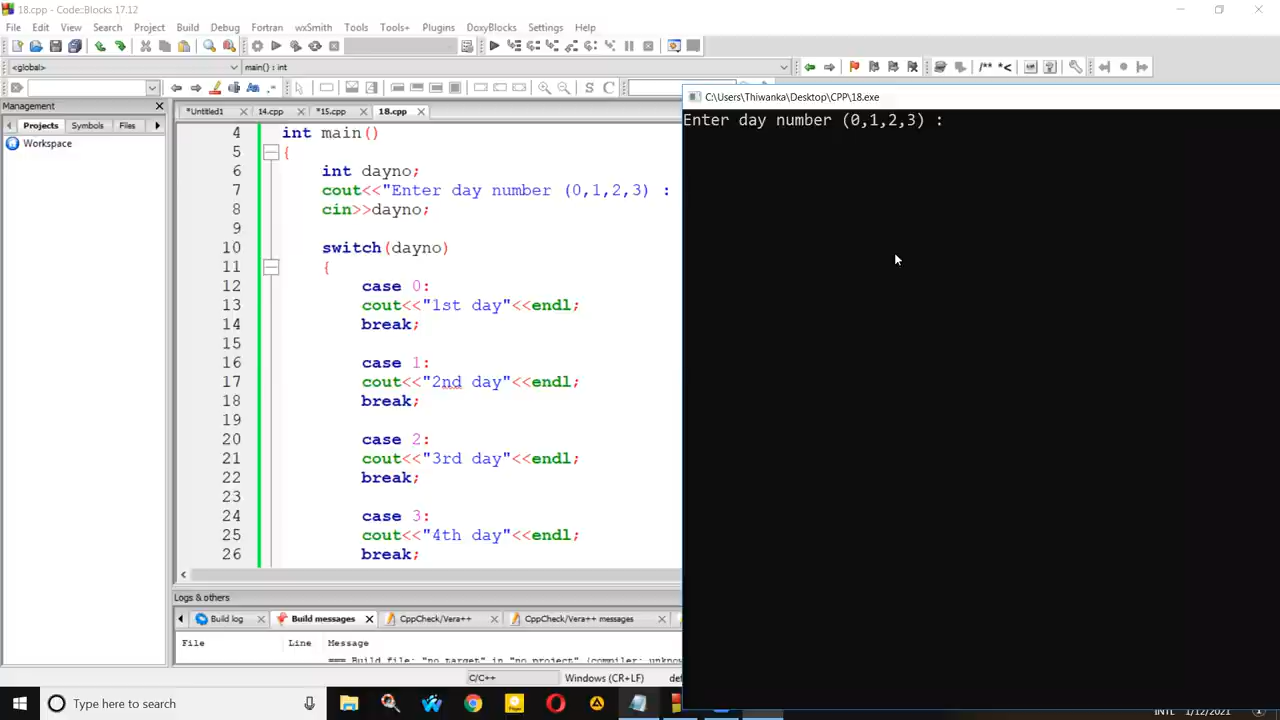 18.cpp - Code::Blocks 17.12
File Edit View Search Project Build Debug Fortran wxSmith Tools Tools+ Plugins DoxyBlocks Settings Help
<global> main() : int
/** *<
Management
Projects Symbols Files
Workspace
*Untitled1 14.cpp *15.cpp 18.cpp
4 int main()
5 {
6 int dayno;
7 cout<<"Enter day number (0,1,2,3) :
8 cin>>dayno;
9
10 switch(dayno)
11 {
12 case 0:
13 cout<<"1st day"<<endl;
14 break;
15
16 case 1:
17 cout<<"2nd day"<<endl;
18 break;
19
20 case 2:
21 cout<<"3rd day"<<endl;
22 break;
23
24 case 3:
25 cout<<"4th day"<<endl;
26 break;
C:\Users\Thiwanka\Desktop\CPP\18.exe
Enter day number (0,1,2,3) :
Logs & others
Build log Build messages CppCheck/Vera++ CppCheck/Vera++ messages
File Line Message
=== Build file: "no target" in "no project" (compiler: unknow
C/C++ Windows (CR+LF) def
Type here to search
INTL 1/12/2021